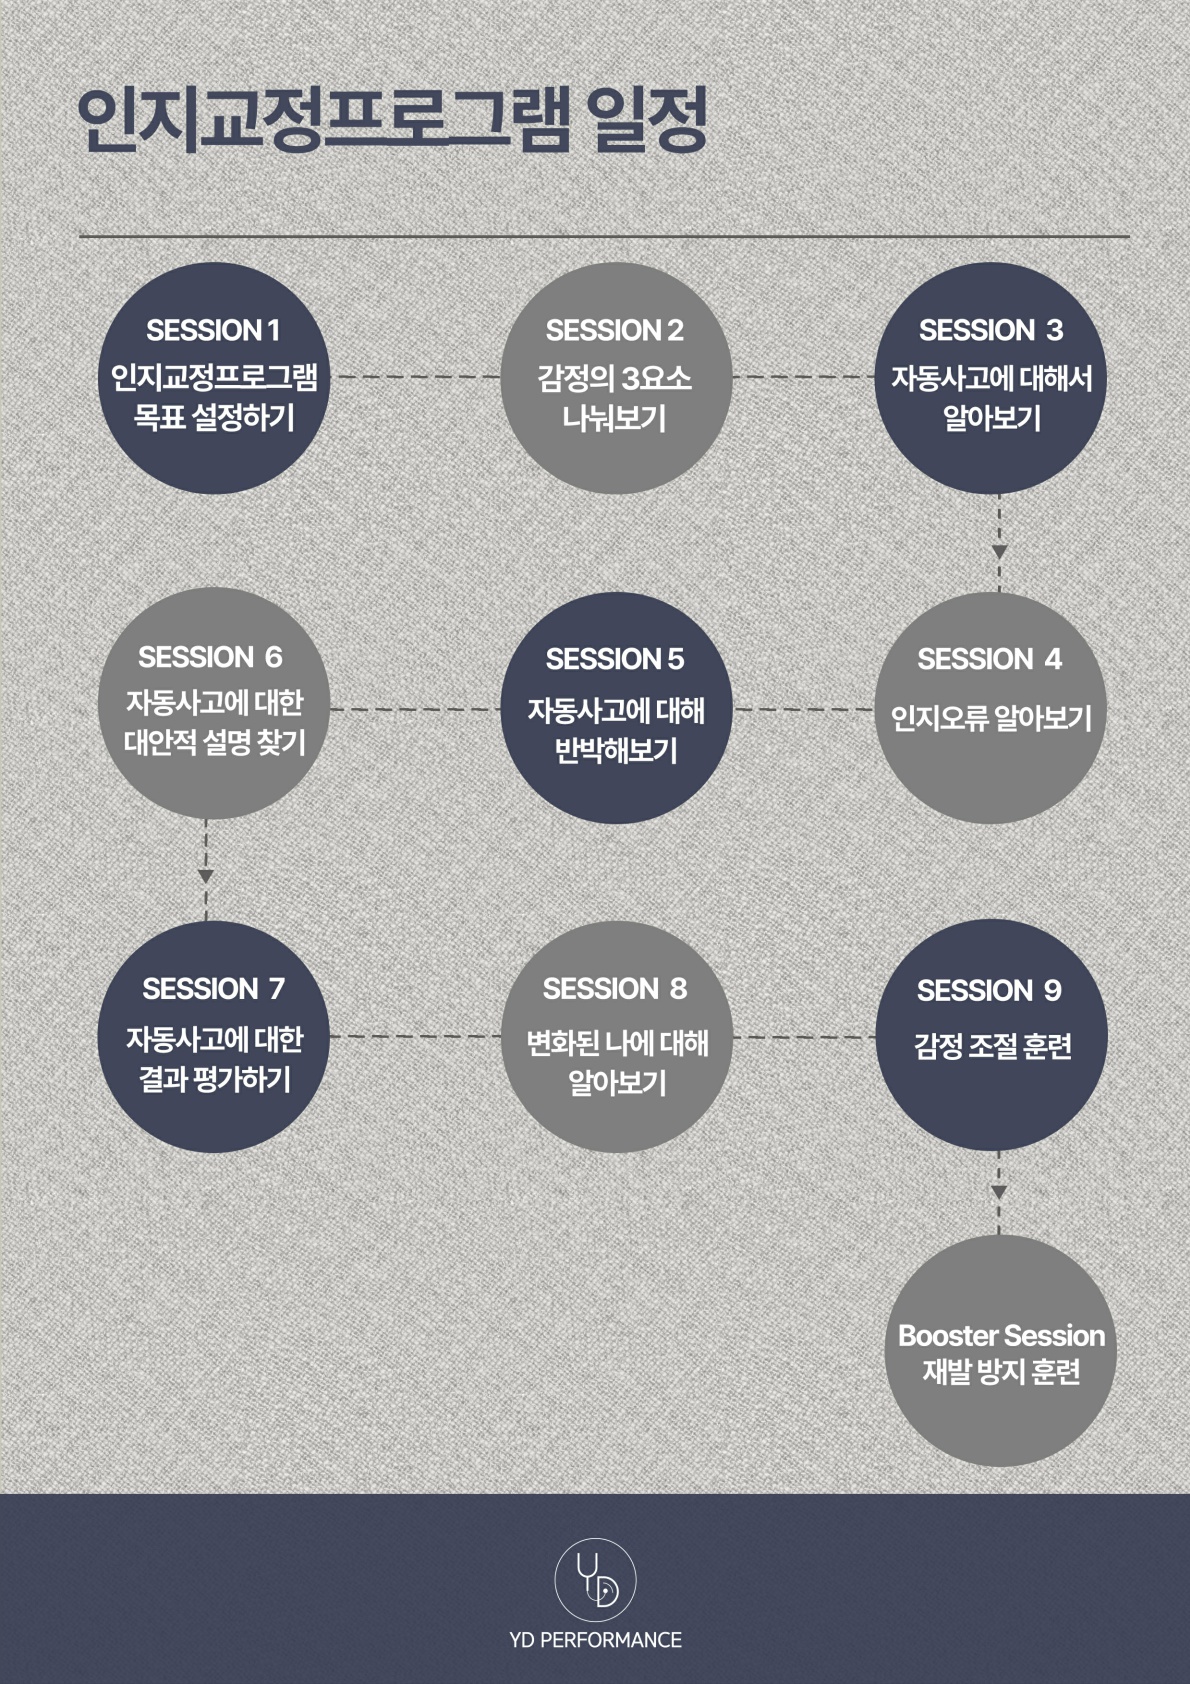 인지교정프로그램 일정
SESSION 1
인지교정프로그램
목표 설정하기
SESSION 2
감정의 3요소
나눠보기
SESSION 3
자동사고에 대해서
알아보기
SESSION 4
인지오류 알아보기
SESSION 5
자동사고에 대해
반박해보기
SESSION 6
자동사고에 대한
대안적 설명 찾기
SESSION 7
자동사고에 대한
결과 평가하기
SESSION 8
변화된 나에 대해
알아보기
SESSION 9
감정 조절 훈련
Booster Session
재발 방지 훈련
YD
YD PERFORMANCE